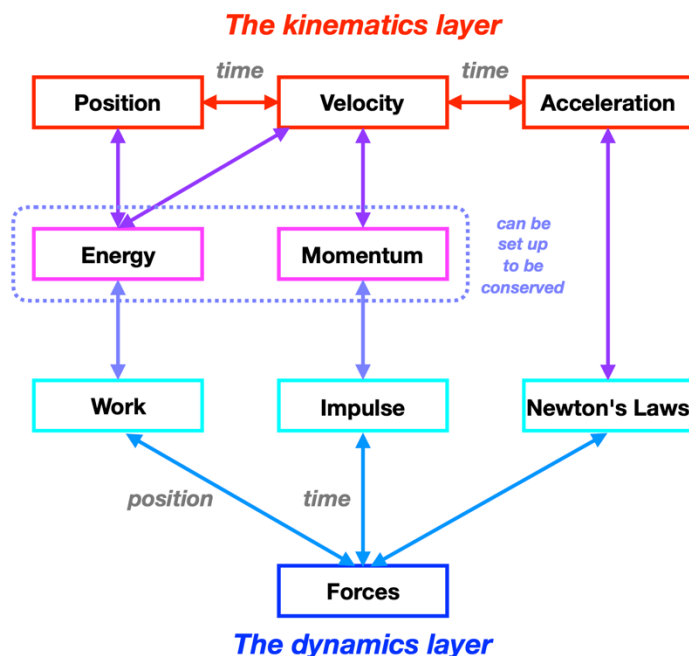 The kinematics layer
time
time
Position
Velocity
Acceleration
Energy
Momentum
can be
set up
to be
conserved
Work
Impulse
Newton's Laws
position
time
Forces
The dynamics layer